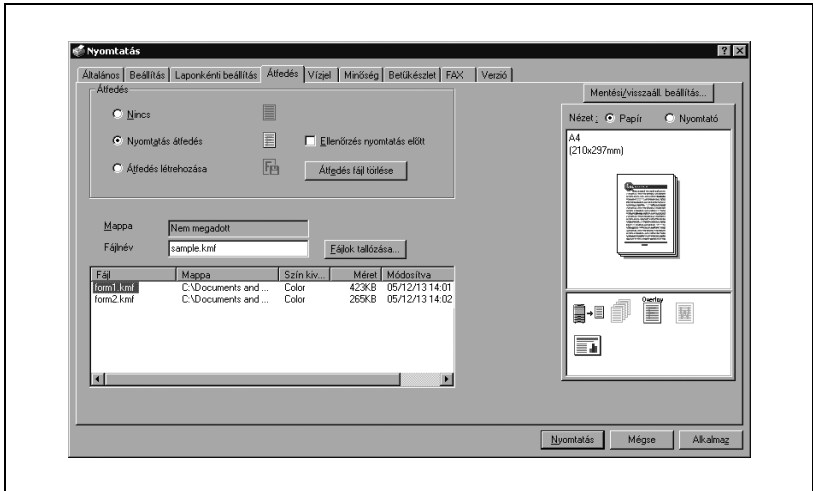 Nyomtatás
Általános Beállítás Laponkénti beállítás Átfedés Vízjel Minőség Betűkészlet FAX Verzió
Átfedés
Nincs
Nyomtatás átfedés
Ellenőrzés nyomtatás előtt
Átfedés létrehozása
Átfedés fájl törlése
Mappa
Nem megadott
Fájlnév
sample.kmf
Fájlok tallózása...
Fájl Mappa Szín kiv... Méret Módosítva
form1.kmf C:\Documents and ... Color 423KB 05/12/13 14:01
form2.kmf C:\Documents and ... Color 265KB 05/12/13 14:02
Mentési/visszaáll. beállítás...
Nézet: Papír Nyomtató
A4
(210x297mm)
Overlay
Nyomtatás Mégse Alkalmaz